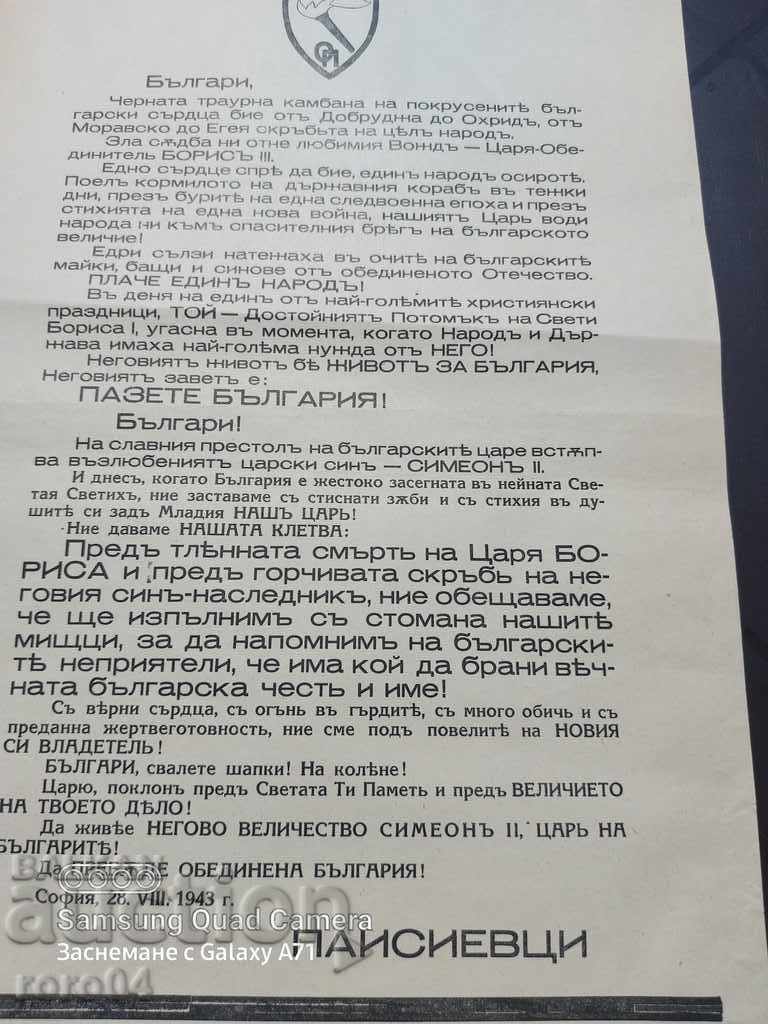 ОП
Българи,
Черната траурна камбана на покруsените бъл-
гарски сърдца бие отъ Добруджа до Охридъ, отъ
Моравско до Егея скръбьта на цѣлъ народъ.
Зла сѫдба ни отне любимия Вождъ — Царя-Обе-
динитель БОРИСЪ III.
Едно сърдце спрѣ да бие, единъ народъ осиротѣ.
Поелъ кормилото на държавния корабъ въ тежки
дни, презъ буритѣ на една следвоенна епоха и презъ
стихията на една нова война, нашиятъ Царь води
народа ни къмъ спасителния брѣгъ на българското
величие!
Едри сълзи натежаха въ очитѣ на българскитѣ
майки, бащи и синове отъ обединеното Отечество.
ПЛАЧЕ ЕДИНЪ НАРОДЪ!
Въ деня на единъ отъ най-голѣмитѣ християнски
праздници, ТОЙ — Достойниятъ Потомъкъ на Свети
Бориса I, угасна въ момента, когато Народъ и Дър-
жава имаха най-голѣма нужда отъ НЕГО!
Неговиятъ животъ бѣ ЖИВОТЪ ЗА БЪЛГАРИЯ,
Неговиятъ заветъ е:
ПАЗЕТЕ БЪЛГАРИЯ!
Българи!
На славния престолъ на българскитѣ царе встѫп-
ва възлюбениятъ царски синъ — СИМЕОНЪ II.
И днесъ, когато България е жестоко засегната въ нейната Све-
тая Светихъ, ние заставаме съ стиснати зѫби и съ стихия въ ду-
шитѣ си задъ Младия НАШЪ ЦАРЬ!
Ние даваме НАШАТА КЛЕТВА:
Предъ тлѣнната смърть на Царя БО-
РИСА и предъ горчивата скръбь на не-
говия синъ-наследникъ, ние обещаваме,
че ще изпълнимъ съ стомана нашитѣ
мищци, за да напомнимъ на български-
тѣ неприятели, че има кой да брани вѣч-
ната българска честь и име!
Съ вѣрни сърдца, съ огънь въ гърдитѣ, съ много обичь и съ
преданна жертвеготовность, ние сме подъ повелитѣ на НОВИЯ
СИ ВЛАДЕТЕЛЬ!
БЪЛГАРИ, свалете шапки! На колѣне!
Царю, поклонъ предъ Светата Ти Паметь и предъ ВЕЛИЧИЕТО
НА ТВОЕТО ДѢЛО!
Да живѣе НЕГОВО ВЕЛИЧЕСТВО СИМЕОНЪ II, ЦАРЬ НА
БЪЛГАРИТѢ!
Да ОБЕДИНЕНА БЪЛГАРИЯ!
София, 28. VIII. 1943 г.
ПАИСИЕВЦИ
BALKAN
auction
Samsung Quad Camera
Заснемане с Galaxy A71
roro04